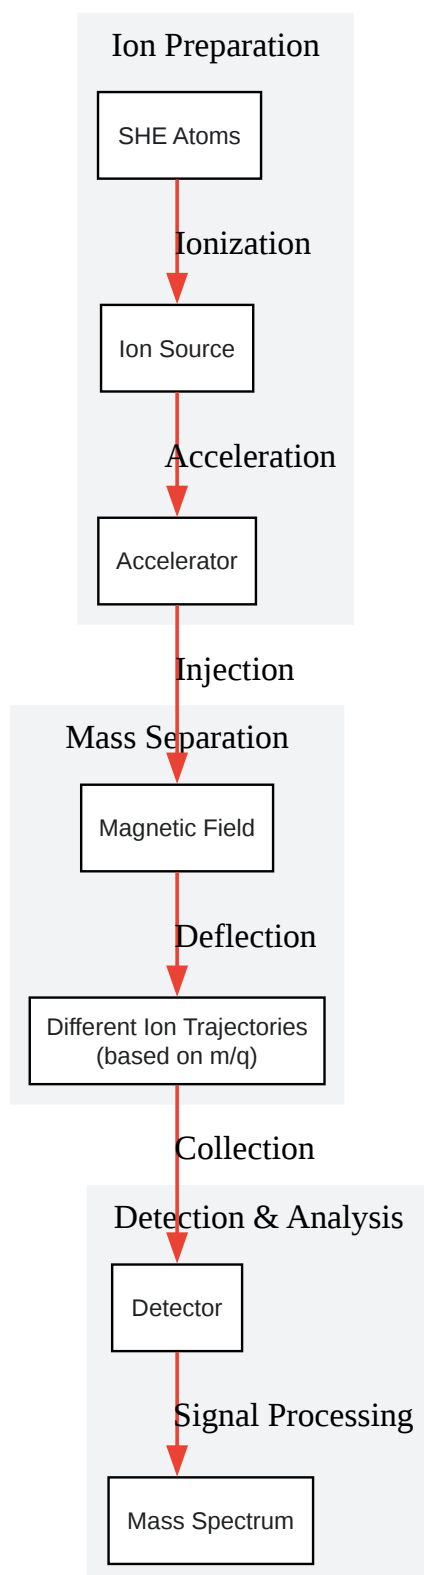 Ion Preparation
SHE Atoms
Ionization
Ion Source
Acceleration
Accelerator
Injection
Mass Separation
Magnetic Field
Deflection
Different Ion Trajectories
(based on m/q)
Collection
Detection & Analysis
Detector
Signal Processing
Mass Spectrum